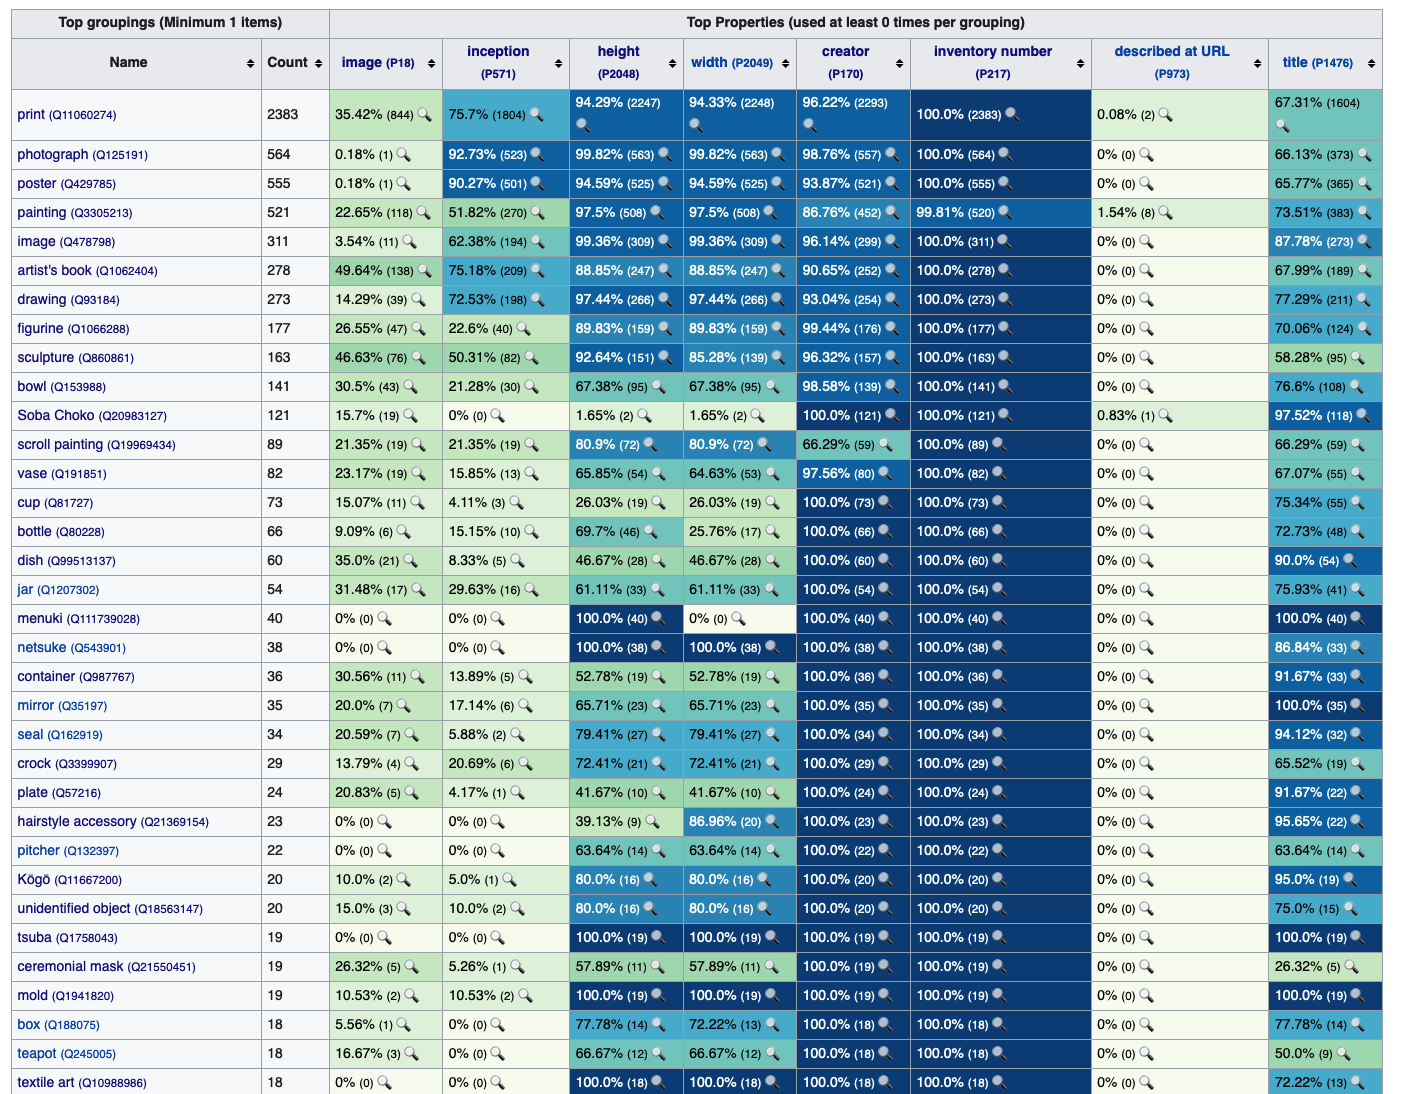 Top groupings (Minimum 1 items) Top Properties (used at least 0 times per grouping)
Name Count image (P18) inception (P571) height (P2048) width (P2049) creator (P170) inventory number (P217) described at URL (P973) title (P1476)
print (Q11060274) 2383 35.42% (844) 75.7% (1804) 94.29% (2247) 94.33% (2248) 96.22% (2293) 100.0% (2383) 0.08% (2) 67.31% (1604)
photograph (Q125191) 564 0.18% (1) 92.73% (523) 99.82% (563) 99.82% (563) 98.76% (557) 100.0% (564) 0% (0) 66.13% (373)
poster (Q429785) 555 0.18% (1) 90.27% (501) 94.59% (525) 94.59% (525) 93.87% (521) 100.0% (555) 0% (0) 65.77% (365)
painting (Q3305213) 521 22.65% (118) 51.82% (270) 97.5% (508) 97.5% (508) 86.76% (452) 99.81% (520) 1.54% (8) 73.51% (383)
image (Q478798) 311 3.54% (11) 62.38% (194) 99.36% (309) 99.36% (309) 96.14% (299) 100.0% (311) 0% (0) 87.78% (273)
artist's book (Q1062404) 278 49.64% (138) 75.18% (209) 88.85% (247) 88.85% (247) 90.65% (252) 100.0% (278) 0% (0) 67.99% (189)
drawing (Q93184) 273 14.29% (39) 72.53% (198) 97.44% (266) 97.44% (266) 93.04% (254) 100.0% (273) 0% (0) 77.29% (211)
figurine (Q1066288) 177 26.55% (47) 22.6% (40) 89.83% (159) 89.83% (159) 99.44% (176) 100.0% (177) 0% (0) 70.06% (124)
sculpture (Q860861) 163 46.63% (76) 50.31% (82) 92.64% (151) 85.28% (139) 96.32% (157) 100.0% (163) 0% (0) 58.28% (95)
bowl (Q153988) 141 30.5% (43) 21.28% (30) 67.38% (95) 67.38% (95) 98.58% (139) 100.0% (141) 0% (0) 76.6% (108)
Soba Choko (Q20983127) 121 15.7% (19) 0% (0) 1.65% (2) 1.65% (2) 100.0% (121) 100.0% (121) 0.83% (1) 97.52% (118)
scroll painting (Q19969434) 89 21.35% (19) 21.35% (19) 80.9% (72) 80.9% (72) 66.29% (59) 100.0% (89) 0% (0) 66.29% (59)
vase (Q191851) 82 23.17% (19) 15.85% (13) 65.85% (54) 64.63% (53) 97.56% (80) 100.0% (82) 0% (0) 67.07% (55)
cup (Q81727) 73 15.07% (11) 4.11% (3) 26.03% (19) 26.03% (19) 100.0% (73) 100.0% (73) 0% (0) 75.34% (55)
bottle (Q80228) 66 9.09% (6) 15.15% (10) 69.7% (46) 25.76% (17) 100.0% (66) 100.0% (66) 0% (0) 72.73% (48)
dish (Q99513137) 60 35.0% (21) 8.33% (5) 46.67% (28) 46.67% (28) 100.0% (60) 100.0% (60) 0% (0) 90.0% (54)
jar (Q1207302) 54 31.48% (17) 29.63% (16) 61.11% (33) 61.11% (33) 100.0% (54) 100.0% (54) 0% (0) 75.93% (41)
menuki (Q111739028) 40 0% (0) 0% (0) 100.0% (40) 0% (0) 100.0% (40) 100.0% (40) 0% (0) 100.0% (40)
netsuke (Q543901) 38 0% (0) 0% (0) 100.0% (38) 100.0% (38) 100.0% (38) 100.0% (38) 0% (0) 86.84% (33)
container (Q987767) 36 30.56% (11) 13.89% (5) 52.78% (19) 52.78% (19) 100.0% (36) 100.0% (36) 0% (0) 91.67% (33)
mirror (Q35197) 35 20.0% (7) 17.14% (6) 65.71% (23) 65.71% (23) 100.0% (35) 100.0% (35) 0% (0) 100.0% (35)
seal (Q162919) 34 20.59% (7) 5.88% (2) 79.41% (27) 79.41% (27) 100.0% (34) 100.0% (34) 0% (0) 94.12% (32)
crock (Q3399907) 29 13.79% (4) 20.69% (6) 72.41% (21) 72.41% (21) 100.0% (29) 100.0% (29) 0% (0) 65.52% (19)
plate (Q57216) 24 20.83% (5) 4.17% (1) 41.67% (10) 41.67% (10) 100.0% (24) 100.0% (24) 0% (0) 91.67% (22)
hairstyle accessory (Q21369154) 23 0% (0) 0% (0) 39.13% (9) 86.96% (20) 100.0% (23) 100.0% (23) 0% (0) 95.65% (22)
pitcher (Q132397) 22 0% (0) 0% (0) 63.64% (14) 63.64% (14) 100.0% (22) 100.0% (22) 0% (0) 63.64% (14)
Kōgō (Q11667200) 20 10.0% (2) 5.0% (1) 80.0% (16) 80.0% (16) 100.0% (20) 100.0% (20) 0% (0) 95.0% (19)
unidentified object (Q18563147) 20 15.0% (3) 10.0% (2) 80.0% (16) 80.0% (16) 100.0% (20) 100.0% (20) 0% (0) 75.0% (15)
tsuba (Q1758043) 19 0% (0) 0% (0) 100.0% (19) 100.0% (19) 100.0% (19) 100.0% (19) 0% (0) 100.0% (19)
ceremonial mask (Q21550451) 19 26.32% (5) 5.26% (1) 57.89% (11) 57.89% (11) 100.0% (19) 100.0% (19) 0% (0) 26.32% (5)
mold (Q1941820) 19 10.53% (2) 10.53% (2) 100.0% (19) 100.0% (19) 100.0% (19) 100.0% (19) 0% (0) 100.0% (19)
box (Q188075) 18 5.56% (1) 0% (0) 77.78% (14) 72.22% (13) 100.0% (18) 100.0% (18) 0% (0) 77.78% (14)
teapot (Q245005) 18 16.67% (3) 0% (0) 66.67% (12) 66.67% (12) 100.0% (18) 100.0% (18) 0% (0) 50.0% (9)
textile art (Q10988986) 18 0% (0) 0% (0) 100.0% (18) 100.0% (18) 100.0% (18) 100.0% (18) 0% (0) 72.22% (13)